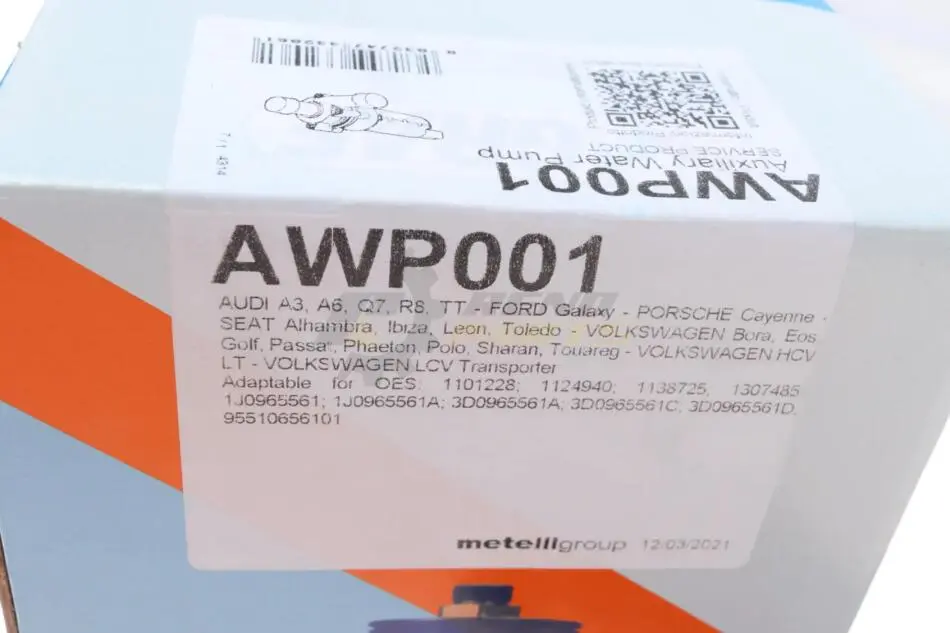 Informazioni Prodotto
SERVICE PRODUCT
Auxiliary Water Pump
AWP001
AWP001
AUDI A3, A6, Q7, R8, TT - FORD Galaxy - PORSCHE Cayenne -
SEAT Alhambra, Ibiza, Leon, Toledo - VOLKSWAGEN Bora, Eos
Golf, Passat, Phaeton, Polo, Sharan, Touareg - VOLKSWAGEN HCV
LT - VOLKSWAGEN LCV Transporter
Adaptable for OES: 1101228; 1124940; 1138725, 1307485
1J0965561; 1J0965561A; 3D0965561A; 3D0965561C; 3D0965561D
95510656101
metelligroup 12/03/2021